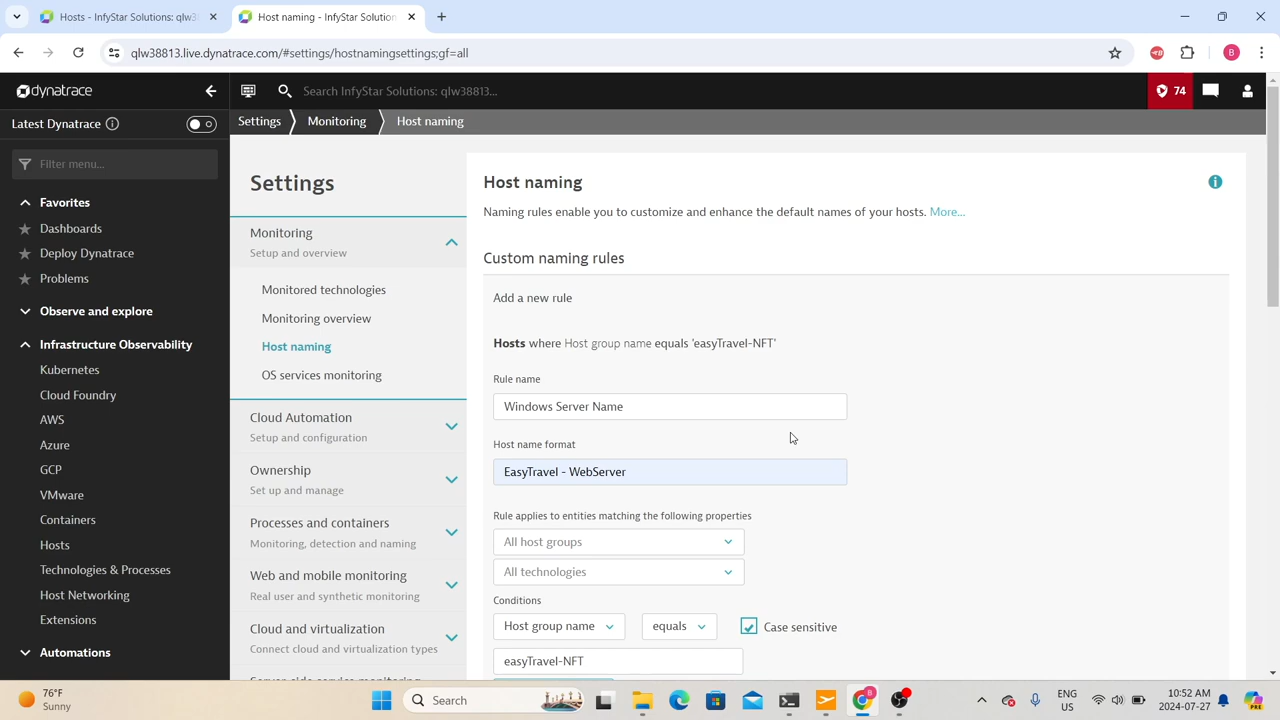 Hosts - InfyStar Solutions: qlw3
Host naming - InfyStar Solution
qlw38813.live.dynatrace.com/#settings/hostnamingsettings;gf=all
B
dynatrace
Search InfyStar Solutions: qlw38813...
74
Latest Dynatrace
Settings
Monitoring
Host naming
Filter menu...
Favorites
Dashboards
Deploy Dynatrace
Problems
Observe and explore
Infrastructure Observability
Kubernetes
Cloud Foundry
AWS
Azure
GCP
VMware
Containers
Hosts
Technologies & Processes
Host Networking
Extensions
Automations
Settings
Monitoring
Setup and overview
Monitored technologies
Monitoring overview
Host naming
OS services monitoring
Cloud Automation
Setup and configuration
Ownership
Set up and manage
Processes and containers
Monitoring, detection and naming
Web and mobile monitoring
Real user and synthetic monitoring
Cloud and virtualization
Connect cloud and virtualization types
Server-side service monitoring
Host naming
Naming rules enable you to customize and enhance the default names of your hosts. More...
Custom naming rules
Add a new rule
Hosts where Host group name equals 'easyTravel-NFT'
Rule name
Windows Server Name
Host name format
EasyTravel - WebServer
Rule applies to entities matching the following properties
All host groups
All technologies
Conditions
Host group name
equals
Case sensitive
easyTravel-NFT
76°F
Sunny
Search
ENG
US
10:52 AM
2024-07-27